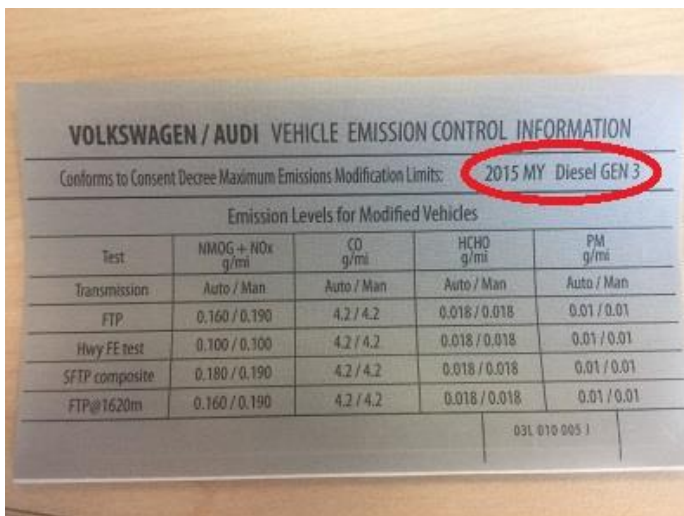 VOLKSWAGEN / AUDI VEHICLE EMISSION CONTROL INFORMATION
Conforms to Consent Decree Maximum Emissions Modification Limits: 2015 MY Diesel GEN 3
Emission Levels for Modified Vehicles
Test NMOG + NOx g/mi CO g/mi HCHO g/mi PM g/mi
Transmission Auto / Man Auto / Man Auto / Man Auto / Man
FTP 0.160 / 0.190 4.2 / 4.2 0.018 / 0.018 0.01 / 0.01
Hwy FE test 0.100 / 0.100 4.2 / 4.2 0.018 / 0.018 0.01 / 0.01
SFTP composite 0.180 / 0.190 4.2 / 4.2 0.018 / 0.018 0.01 / 0.01
FTP@1620m 0.160 / 0.190 4.2 / 4.2 0.018 / 0.018 0.01 / 0.01
03L 010 005 J